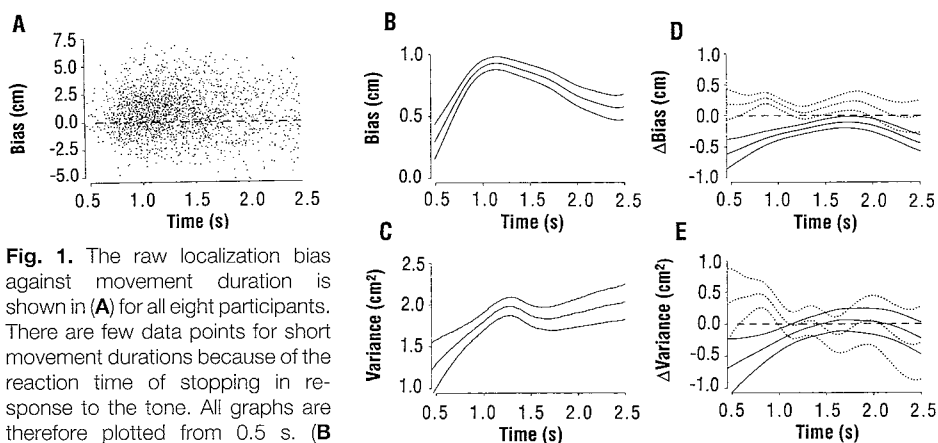 A
7.5
5.0
2.5
0.0
-2.5
-5.0
Bias (cm)
0.5 1.0 1.5 2.0 2.5
Time (s)
B
1.0
0.5
0.0
Bias (cm)
0.5 1.0 1.5 2.0 2.5
Time (s)
D
1.0
0.5
0
-0.5
-1.0
ΔBias (cm)
0.5 1.0 1.5 2.0 2.5
Time (s)
C
2.5
2.0
1.5
1.0
Variance (cm²)
0.5 1.0 1.5 2.0 2.5
Time (s)
E
1.0
0.5
0.0
-0.5
-1.0
ΔVariance (cm²)
0.5 1.0 1.5 2.0 2.5
Time (s)
Fig. 1. The raw localization bias
against movement duration is
shown in (A) for all eight participants.
There are few data points for short
movement durations because of the
reaction time of stopping in re-
sponse to the tone. All graphs are
therefore plotted from 0.5 s. (B